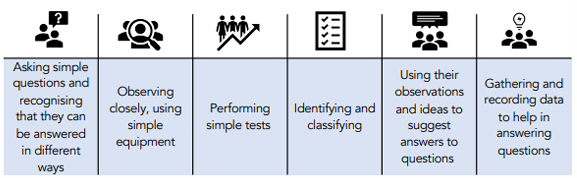 ?
Asking simple
questions and
recognising
that they can
be answered
in different
ways
Observing
closely, using
simple
equipment
Performing
simple tests
Identifying and
classifying
Using their
observations
and ideas to
suggest
answers to
questions
Gathering and
recording data
to help in
answering
questions